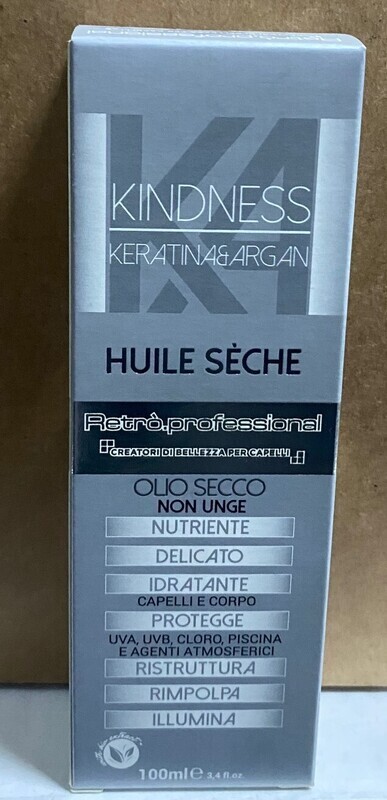 KA
KINDNESS
KERATINA&ARGAN
HUILE SÈCHE
Retrò.professional
CREATORI DI BELLEZZA PER CAPELLI
OLIO SECCO
NON UNGE
NUTRIENTE
DELICATO
IDRATANTE
CAPELLI E CORPO
PROTEGGE
UVA, UVB, CLORO, PISCINA
E AGENTI ATMOSFERICI
RISTRUTTURA
RIMPOLPA
ILLUMINA
100ml e 3,4 fl.oz.